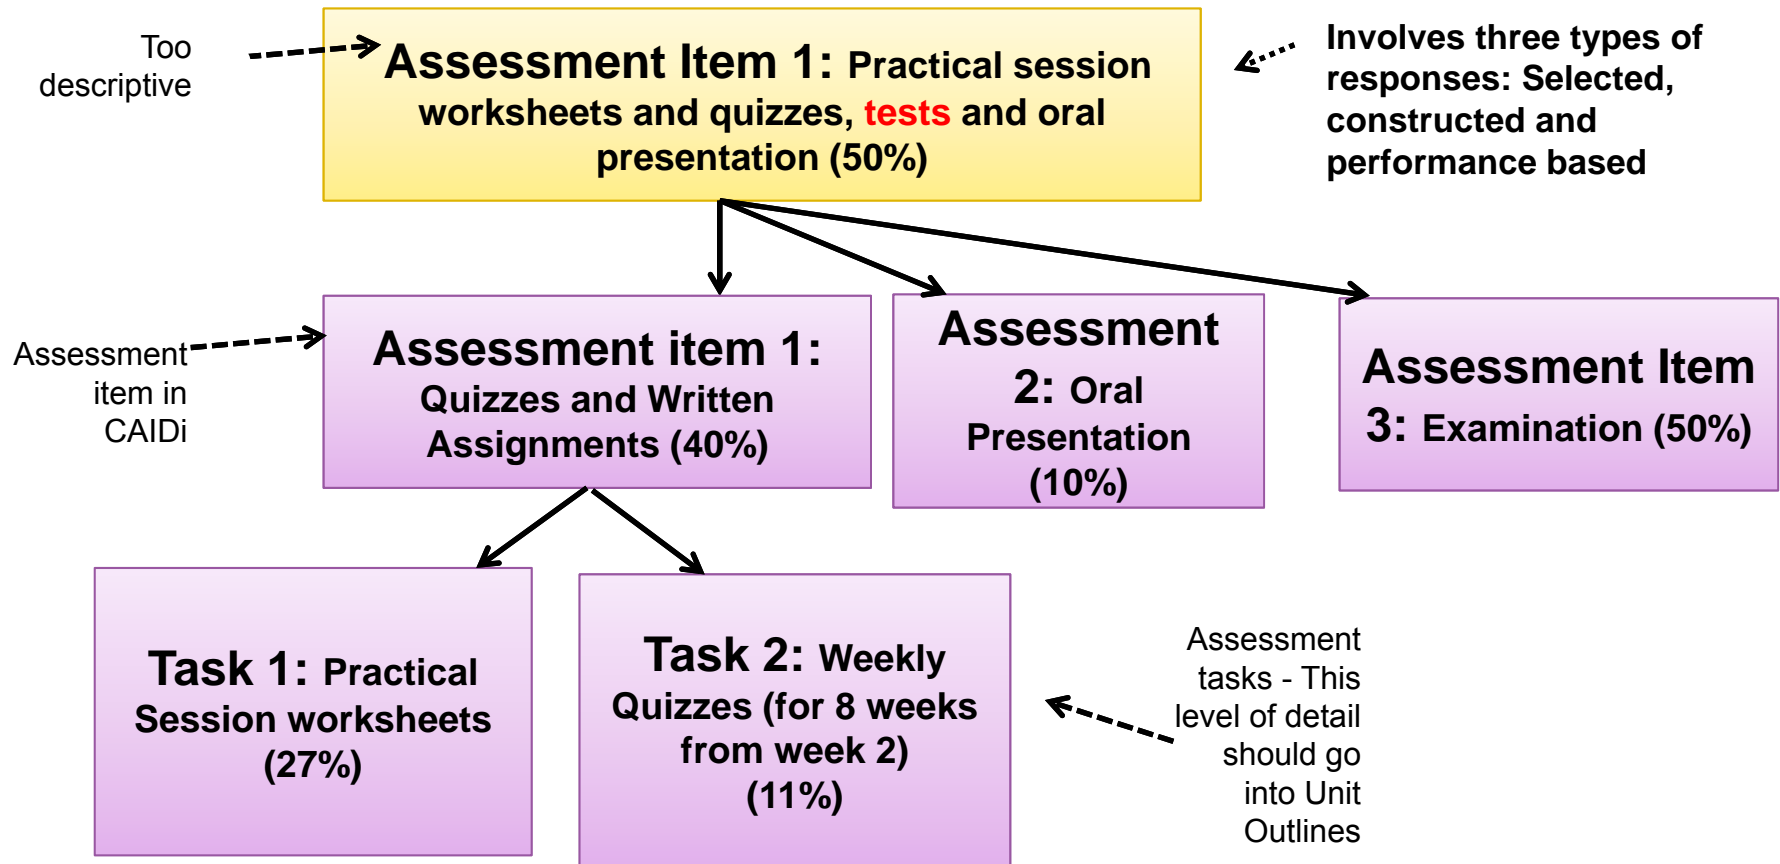 Too
descriptive
Assessment Item 1: Practical session
worksheets and quizzes, tests and oral
presentation (50%)
Involves three types of
responses: Selected,
constructed and
performance based
Assessment
item in
CAIDi
Assessment item 1:
Quizzes and Written
Assignments (40%)
Assessment
2: Oral
Presentation
(10%)
Assessment Item
3: Examination (50%)
Task 1: Practical
Session worksheets
(27%)
Task 2: Weekly
Quizzes (for 8 weeks
from week 2)
(11%)
Assessment
tasks - This
level of detail
should go
into Unit
Outlines